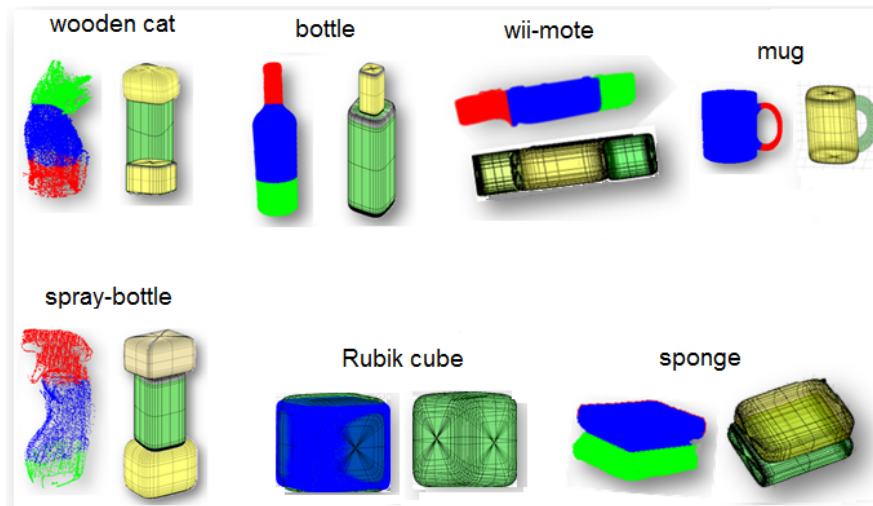 wooden cat
bottle
wii-mote
mug
spray-bottle
Rubik cube
sponge